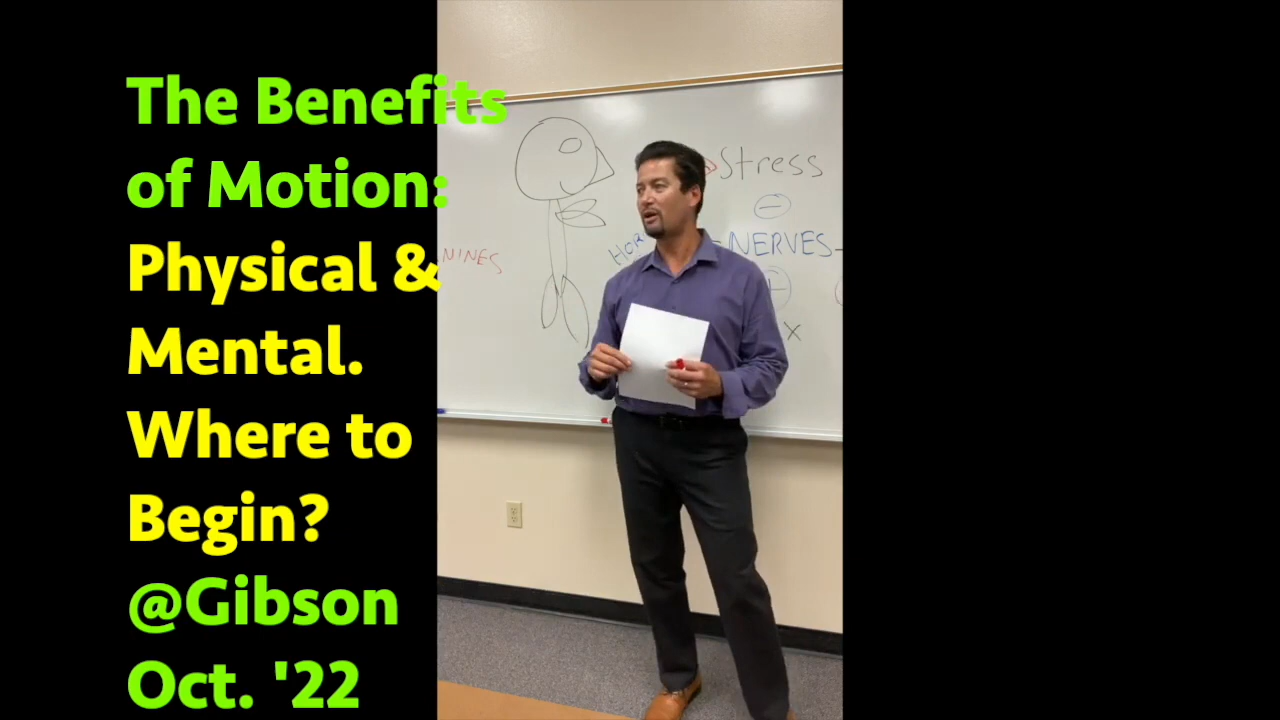 The Benefits
of Motion:
Physical &
Mental.
Where to
Begin?
@Gibson
Oct. '22
Stress
NERVES
X